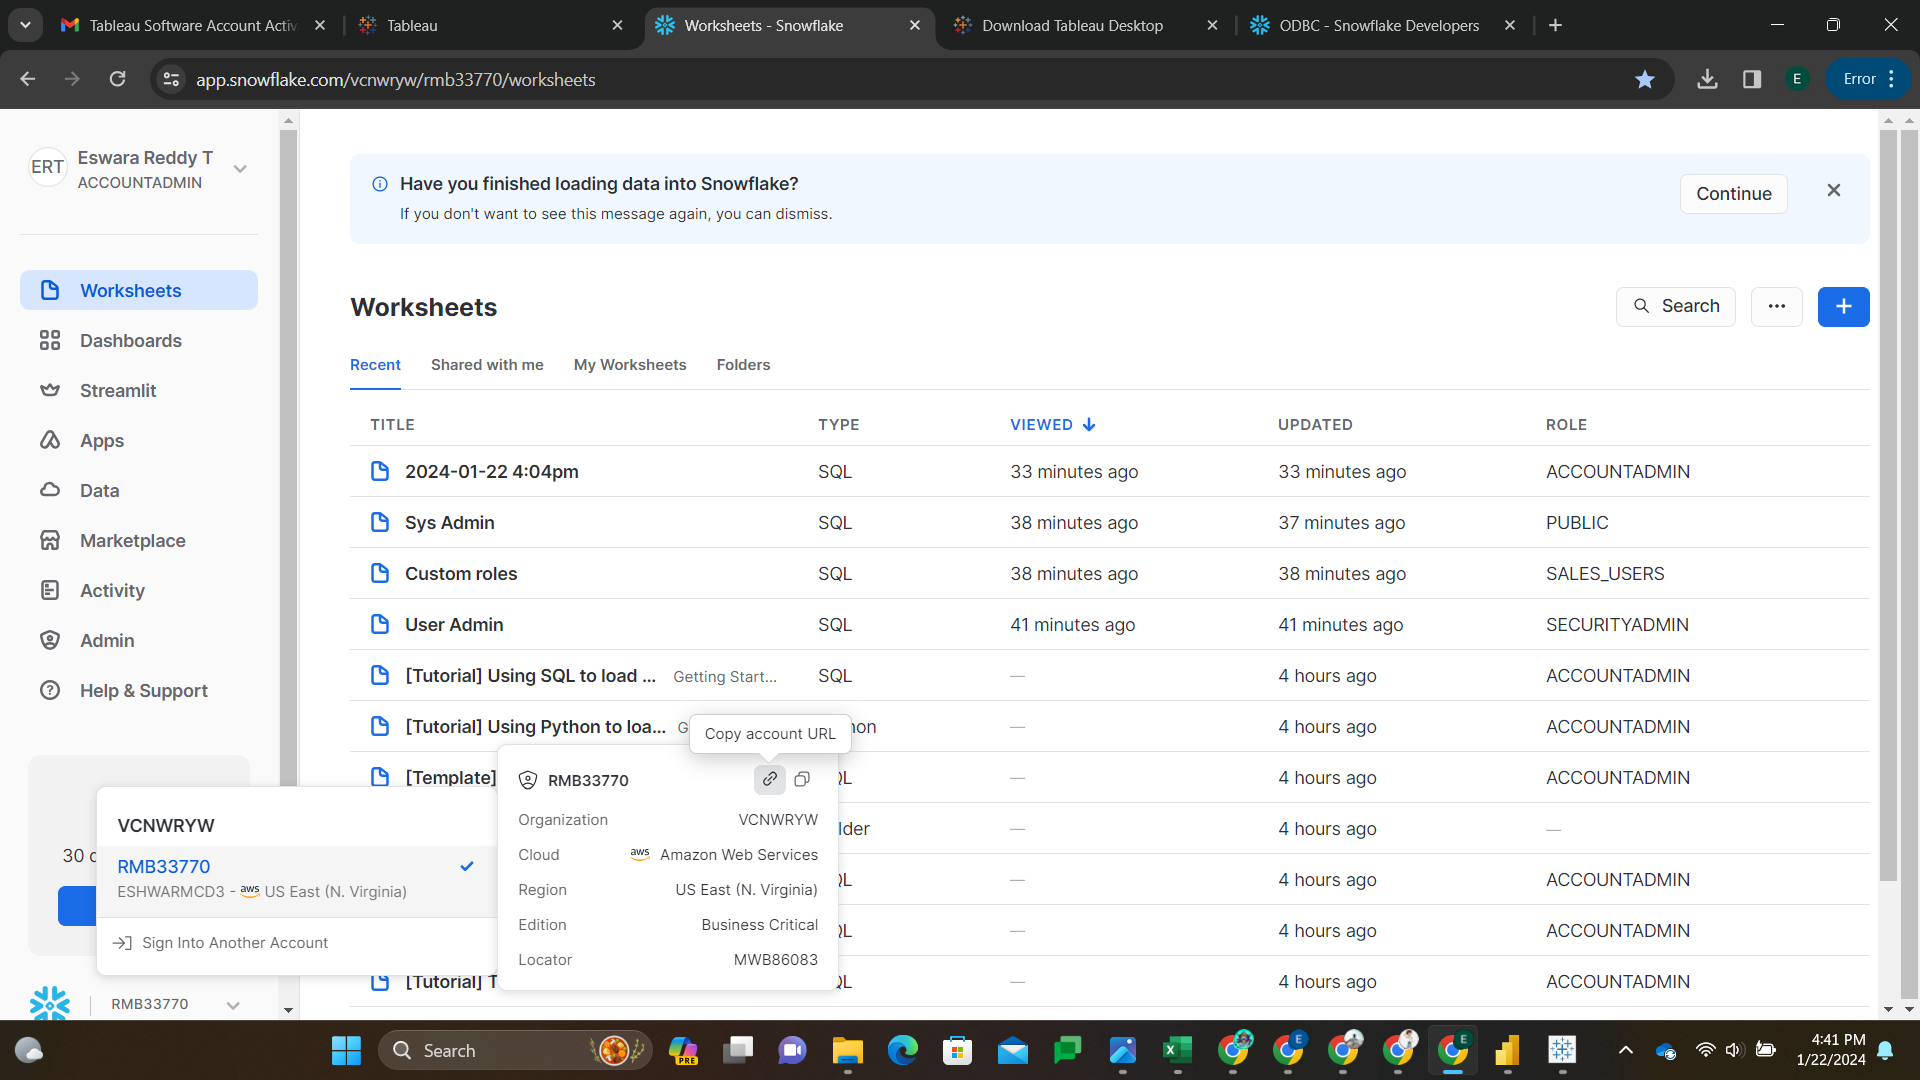 Tableau Software Account Activ
Tableau
Worksheets - Snowflake
Download Tableau Desktop
ODBC - Snowflake Developers
app.snowflake.com/vcnwryw/rmb33770/worksheets
E
Error
ERT
Eswara Reddy T
ACCOUNTADMIN
Have you finished loading data into Snowflake?
If you don't want to see this message again, you can dismiss.
Continue
Worksheets
Dashboards
Streamlit
Apps
Data
Marketplace
Activity
Admin
Help & Support
Worksheets
Search
Recent
Shared with me
My Worksheets
Folders
TITLE TYPE VIEWED UPDATED ROLE
2024-01-22 4:04pm SQL 33 minutes ago 33 minutes ago ACCOUNTADMIN
Sys Admin SQL 38 minutes ago 37 minutes ago PUBLIC
Custom roles SQL 38 minutes ago 38 minutes ago SALES_USERS
User Admin SQL 41 minutes ago 41 minutes ago SECURITYADMIN
[Tutorial] Using SQL to load ... Getting Start... SQL — 4 hours ago ACCOUNTADMIN
[Tutorial] Using Python to loa... G — 4 hours ago ACCOUNTADMIN
[Template] — 4 hours ago ACCOUNTADMIN
— 4 hours ago —
— 4 hours ago ACCOUNTADMIN
— 4 hours ago ACCOUNTADMIN
[Tutorial] T — 4 hours ago ACCOUNTADMIN
Copy account URL
RMB33770
Organization VCNWRYW
Cloud aws Amazon Web Services
Region US East (N. Virginia)
Edition Business Critical
Locator MWB86083
30
VCNWRYW
RMB33770
ESHWARMCD3 - aws US East (N. Virginia)
Sign Into Another Account
RMB33770
Search
PRE
E
E
4:41 PM
1/22/2024